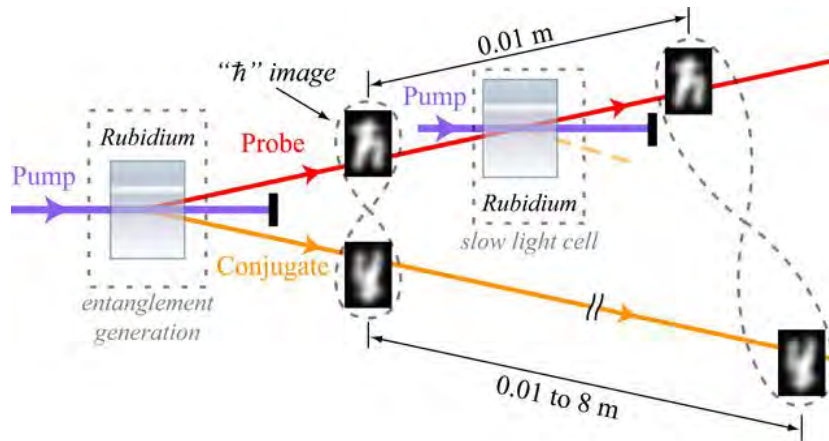 0.01 m
“ħ” image
Pump
Rubidium
Probe
Pump
Rubidium
slow light cell
Conjugate
entanglement
generation
0.01 to 8 m